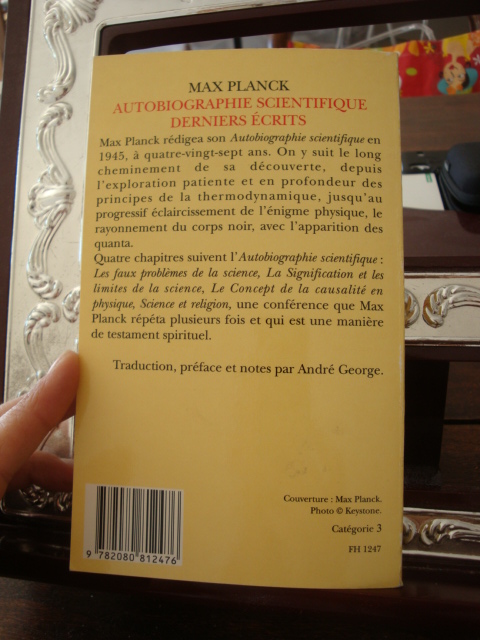 MAX PLANCK
AUTOBIOGRAPHIE SCIENTIFIQUE
DERNIERS ÉCRITS
Max Planck rédigea son Autobiographie scientifique en
1945, à quatre-vingt-sept ans. On y suit le long
cheminement de sa découverte, depuis
l'exploration patiente et en profondeur des
principes de la thermodynamique, jusqu'au
progressif éclaircissement de l'énigme physique, le
rayonnement du corps noir, avec l'apparition des
quanta.
Quatre chapitres suivent l'Autobiographie scientifique :
Les faux problèmes de la science, La Signification et les
limites de la science, Le Concept de la causalité en
physique, Science et religion, une conférence que Max
Planck répéta plusieurs fois et qui est une manière
de testament spirituel.
Traduction, préface et notes par André George.
Couverture : Max Planck.
Photo © Keystone.
Catégorie 3
FH 1247
9 782080 812476